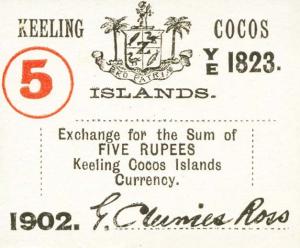 KEELING COCOS
5
PRO PATRIA
YE 1823.
ISLANDS.
Exchange for the Sum of
FIVE RUPEES
Keeling Cocos Islands
Currency.
1902. G. Clunies Ross